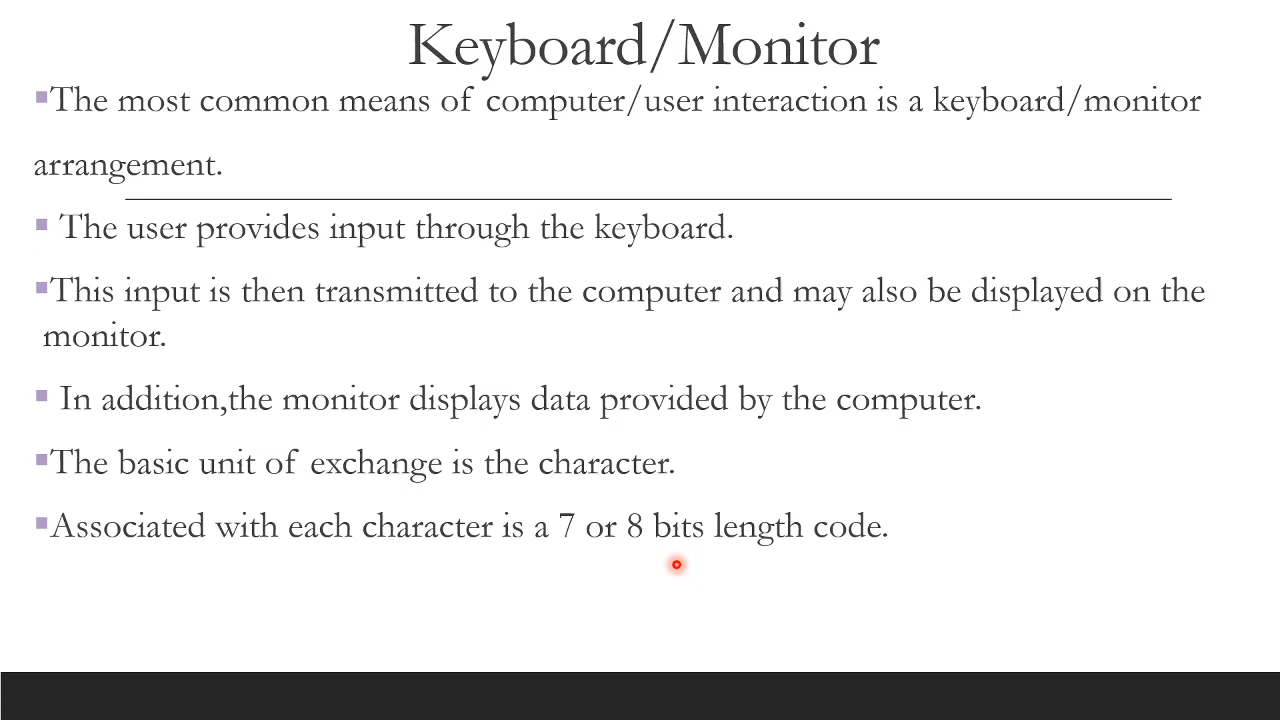 Keyboard/Monitor
▪The most common means of computer/user interaction is a keyboard/monitor
arrangement.
▪ The user provides input through the keyboard.
▪This input is then transmitted to the computer and may also be displayed on the
monitor.
▪ In addition,the monitor displays data provided by the computer.
▪The basic unit of exchange is the character.
▪Associated with each character is a 7 or 8 bits length code.